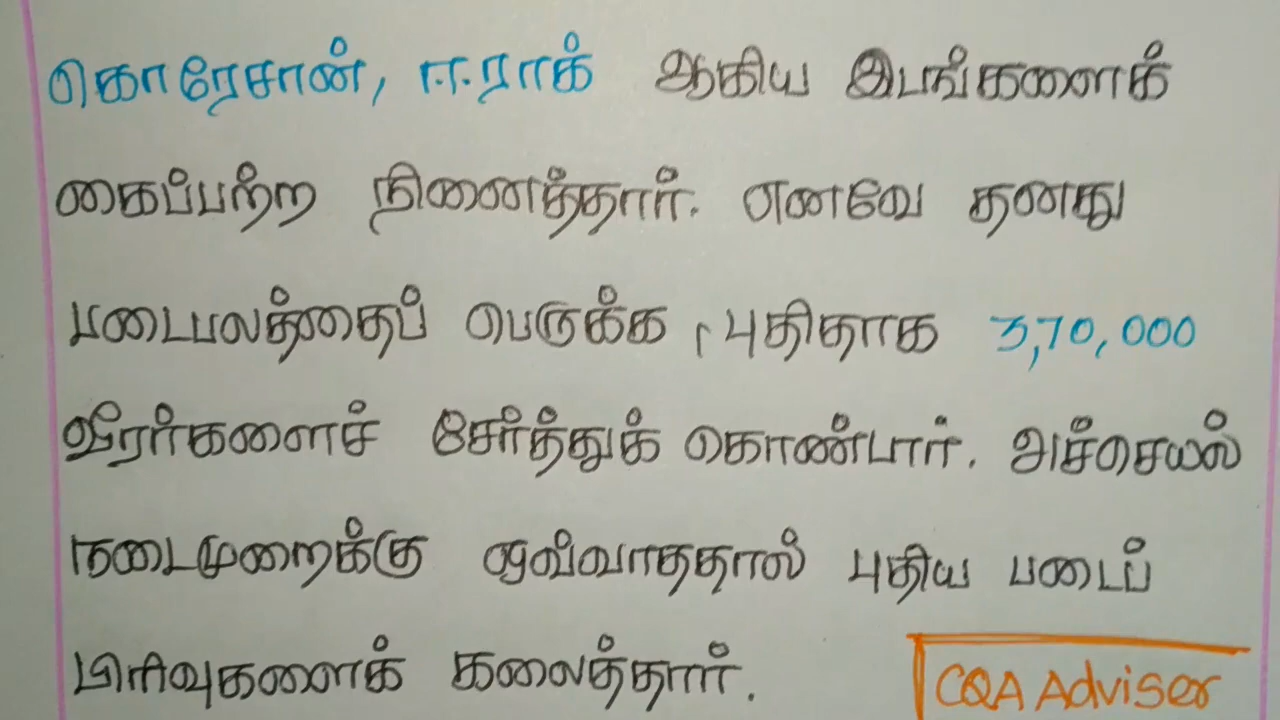 கொரேசான், ஈ.ராக் ஆகிய இடங்களைக்
கைப்பற்ற நினைத்தார். எனவே தனது
படைபலத்தைப் பெருக்க, புதிதாக 3,70,000
வீரர்களைச் சேர்த்துக் கொண்டார். அச்செயல்
நடைமுறைக்கு ஒவ்வாததால் புதிய படைப்
பிரிவுகளைக் கலைத்தார்.
CQA Adviser